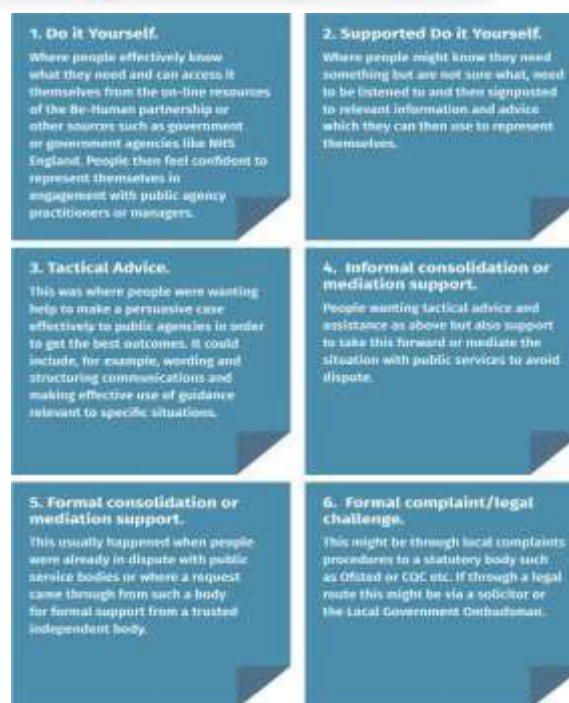 1. Do it Yourself.
Where people effectively know
what they need and can access it
themselves from the on-line resources
of the Be-Human partnership or
other sources such as government
or government agencies like NHS
England. People then feel confident to
represent themselves in
engagement with public agency
practitioners or managers.
2. Supported Do it Yourself.
Where people might know they need
something but are not sure what, need
to be listened to and then signposted
to relevant information and advice
which they can then use to represent
themselves.
3. Tactical Advice.
This was where people were wanting
help to make a persuasive case
effectively to public agencies in order
to get the best outcomes. It could
include, for example, wording and
structuring communications and
making effective use of guidance
relevant to specific situations.
4. Informal consolidation or
mediation support.
People wanting tactical advice and
assistance as above but also support
to take this forward or mediate the
situation with public services to avoid
dispute.
5. Formal consolidation or
mediation support.
This usually happened when people
were already in dispute with public
service bodies or where a request
came through from such a body
for formal support from a trusted
independent body.
6. Formal complaint/legal
challenge.
This might be through local complaints
procedures to a statutory body such
as Ofsted or CQC etc. If through a legal
route this might be via a solicitor or
the Local Government Ombudsman.